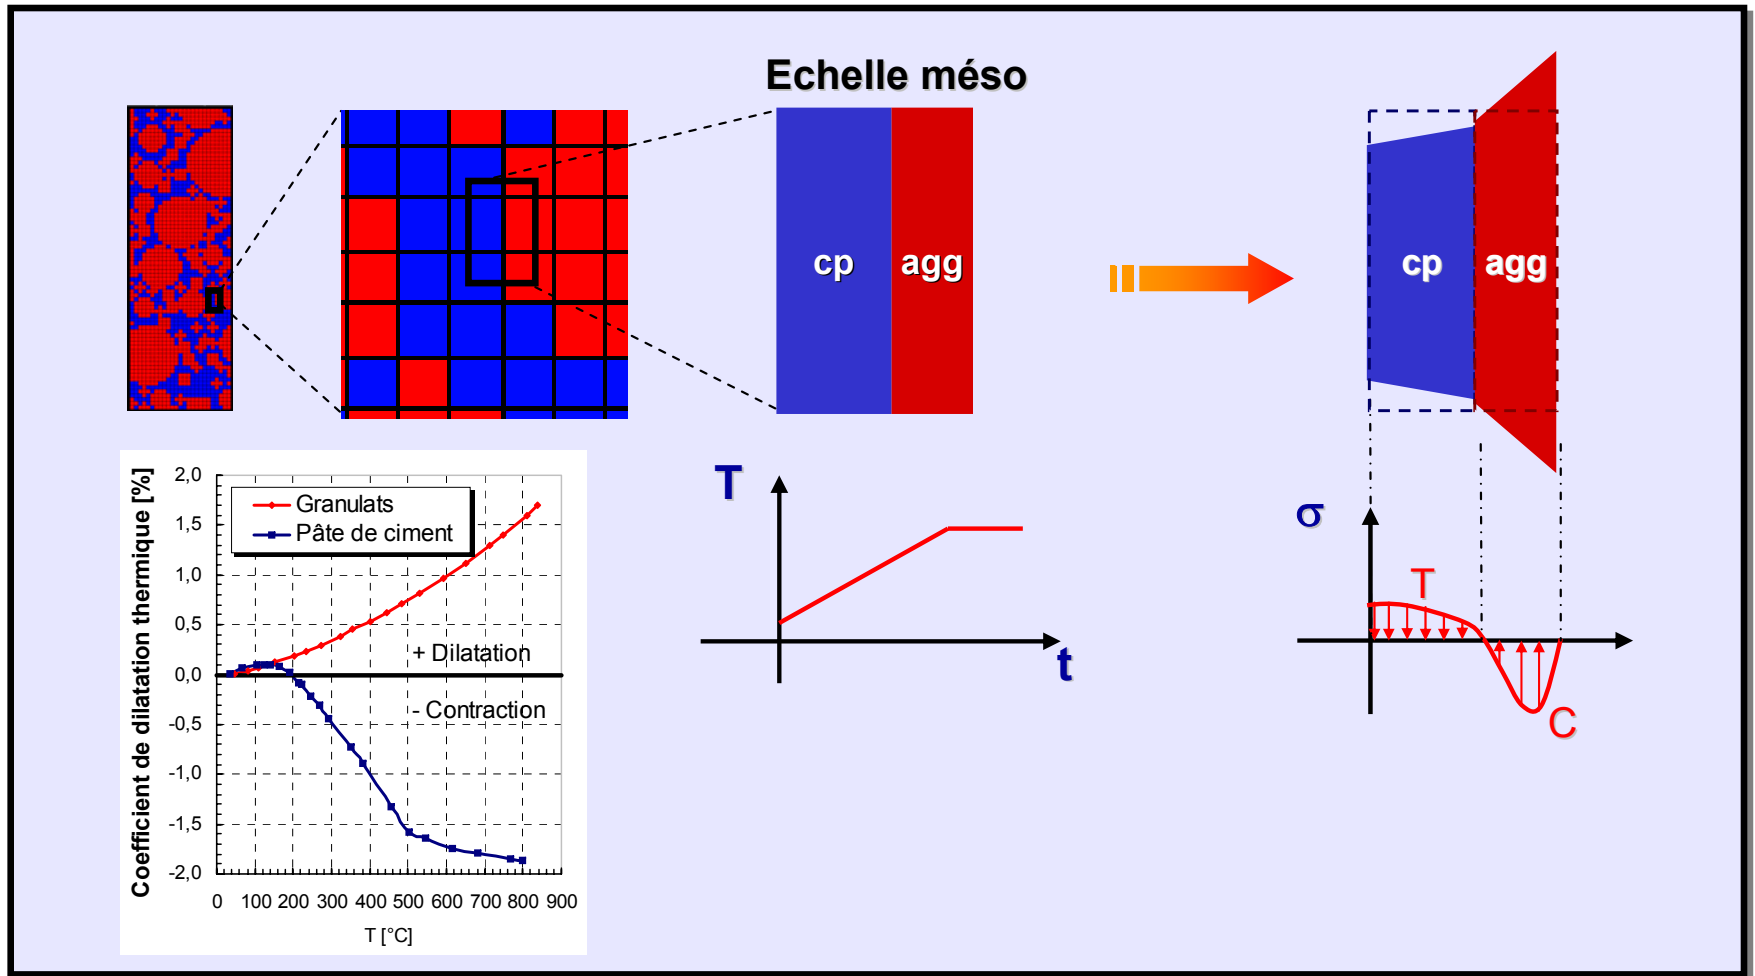 Echelle méso
cp
agg
cp
agg
Coefficient de dilatation thermique [%]
2,0
1,5
1,0
0,5
0,0
-0,5
-1,0
-1,5
-2,0
Granulats
Pâte de ciment
+ Dilatation
- Contraction
0 100 200 300 400 500 600 700 800 900
T [°C]
T
t
σ
T
C